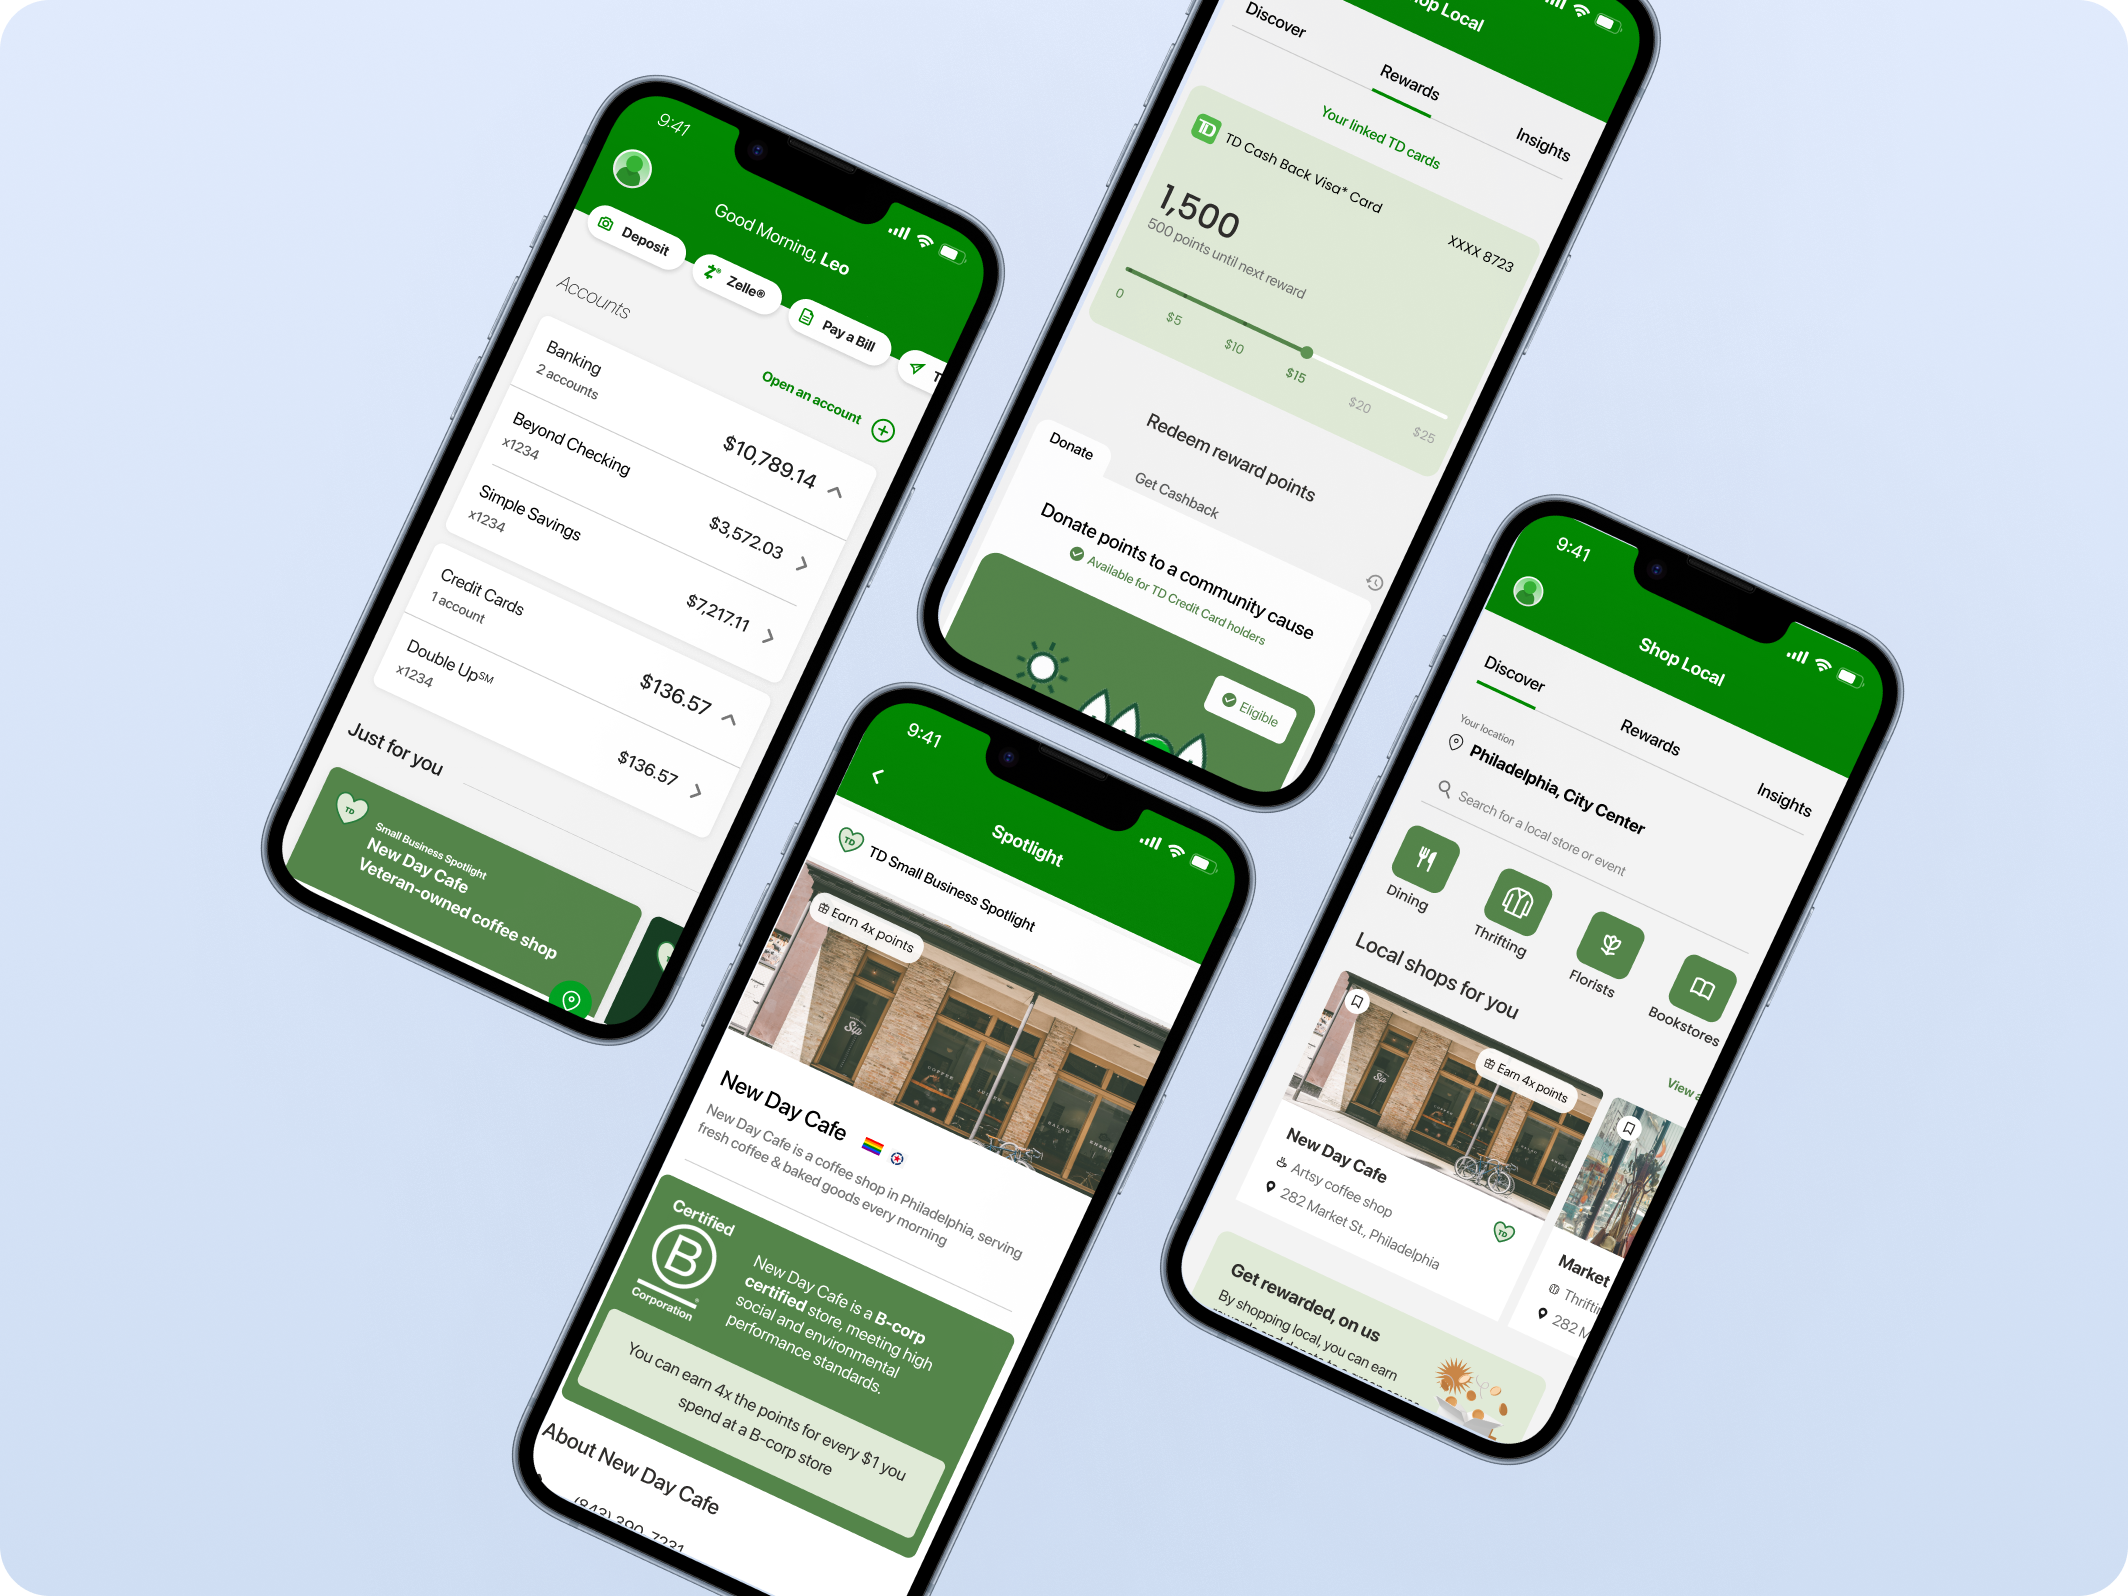 9:41
Good Morning, Leo
Deposit
Zelle®
Pay a Bill
Accounts
Open an account
Banking
2 accounts
$10,789.14
Beyond Checking
x1234
$3,572.03
Simple Savings
x1234
$7,217.11
Credit Cards
1 account
$136.57
Double Up℠
x1234
$136.57
Just for you
TD
Small Business Spotlight
New Day Cafe
Veteran-owned coffee shop
Shop Local
Discover
Rewards
Insights
Your linked TD cards
TD
TD Cash Back Visa* Card
XXXX 8723
1,500
500 points until next reward
0
$5
$10
$15
$20
$25
Redeem reward points
Donate
Get Cashback
Donate points to a community cause
Available for TD Credit Card holders
Eligible
9:41
Spotlight
TD
TD Small Business Spotlight
Earn 4x points
Sip
COFFEE
SALAD
New Day Cafe
New Day Cafe is a coffee shop in Philadelphia, serving
fresh coffee & baked goods every morning
Certified
B
Corporation
New Day Cafe is a B-corp
certified store, meeting high
social and environmental
performance standards.
You can earn 4x the points for every $1 you
spend at a B-corp store
About New Day Cafe
(843) 390-7231
9:41
Shop Local
Discover
Rewards
Insights
Your location
Philadelphia, City Center
Search for a local store or event
Dining
Thrifting
Florists
Bookstores
Local shops for you
View
Earn 4x points
Sip
New Day Cafe
Artsy coffee shop
282 Market St., Philadelphia
TD
Market
282 M
Get rewarded, on us
By shopping local, you can earn